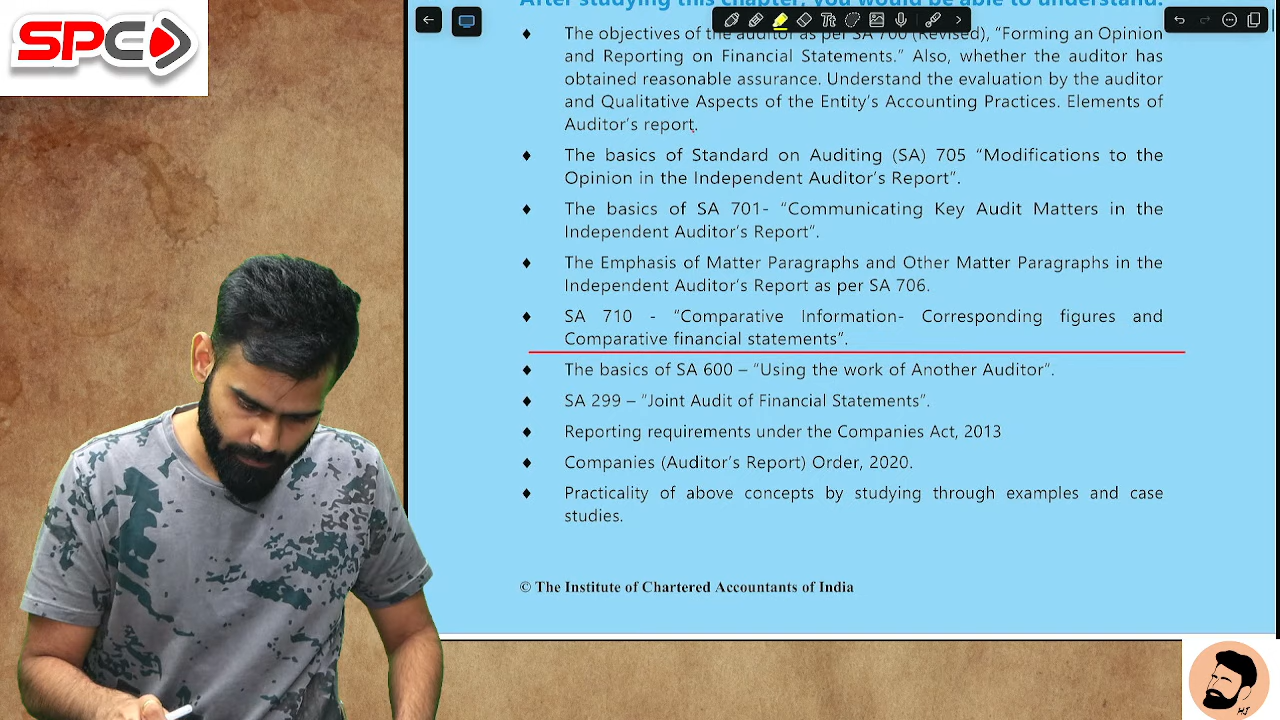 SPC
After studying this chapter, you would be able to understand:
♦ The objectives of the auditor as per SA 700 (Revised), “Forming an Opinion
and Reporting on Financial Statements.” Also, whether the auditor has
obtained reasonable assurance. Understand the evaluation by the auditor
and Qualitative Aspects of the Entity’s Accounting Practices. Elements of
Auditor’s report.
♦ The basics of Standard on Auditing (SA) 705 “Modifications to the
Opinion in the Independent Auditor’s Report”.
♦ The basics of SA 701- “Communicating Key Audit Matters in the
Independent Auditor’s Report”.
♦ The Emphasis of Matter Paragraphs and Other Matter Paragraphs in the
Independent Auditor’s Report as per SA 706.
♦ SA 710 - “Comparative Information- Corresponding figures and
Comparative financial statements”.
♦ The basics of SA 600 – “Using the work of Another Auditor”.
♦ SA 299 – “Joint Audit of Financial Statements”.
♦ Reporting requirements under the Companies Act, 2013
♦ Companies (Auditor’s Report) Order, 2020.
♦ Practicality of above concepts by studying through examples and case
studies.
© The Institute of Chartered Accountants of India